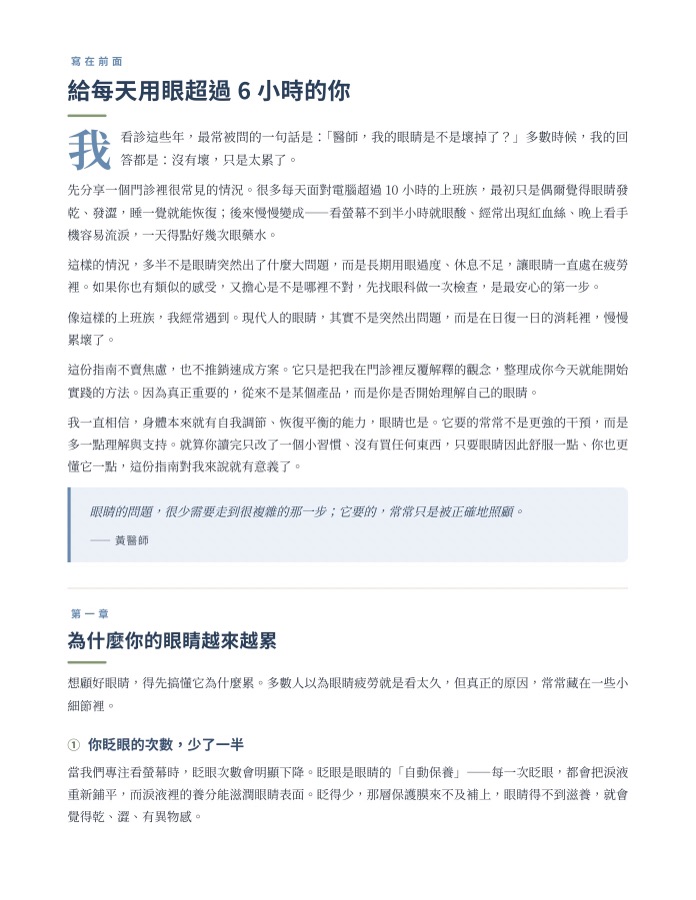 寫在前面
給每天用眼超過 6 小時的你
我看診這些年，最常被問的一句話是：「醫師，我的眼睛是不是壞掉了？」多數時候，我的回
答都是：沒有壞，只是太累了。
先分享一個門診裡很常見的情況。很多每天面對電腦超過 10 小時的上班族，最初只是偶爾覺得眼睛發
乾、發澀，睡一覺就能恢復；後來慢慢變成——看螢幕不到半小時就眼酸、經常出現紅血絲、晚上看手
機容易流淚，一天得點好幾次眼藥水。
這樣的情況，多半不是眼睛突然出了什麼大問題，而是長期用眼過度、休息不足，讓眼睛一直處在疲勞
裡。如果你也有類似的感受，又擔心是不是哪裡不對，先找眼科做一次檢查，是最安心的第一步。
像這樣的上班族，我經常遇到。現代人的眼睛，其實不是突然出問題，而是在日復一日的消耗裡，慢慢
累壞了。
這份指南不賣焦慮，也不推銷速成方案。它只是把我在門診裡反覆解釋的觀念，整理成你今天就能開始
實踐的方法。因為真正重要的，從來不是某個產品，而是你是否開始理解自己的眼睛。
我一直相信，身體本來就有自我調節、恢復平衡的能力，眼睛也是。它要的常常不是更強的干預，而是
多一點理解與支持。就算你讀完只改了一個小習慣、沒有買任何東西，只要眼睛因此舒服一點、你也更
懂它一點，這份指南對我來說就有意義了。
眼睛的問題，很少需要走到很複雜的那一步；它要的，常常只是被正確地照顧。
—— 黃醫師
第一章
為什麼你的眼睛越來越累
想顧好眼睛，得先搞懂它為什麼累。多數人以為眼睛疲勞就是看太久，但真正的原因，常常藏在一些小
細節裡。
① 你眨眼的次數，少了一半
當我們專注看螢幕時，眨眼次數會明顯下降。眨眼是眼睛的「自動保養」——每一次眨眼，都會把淚液
重新鋪平，而淚液裡的養分能滋潤眼睛表面。眨得少，那層保護膜來不及補上，眼睛得不到滋養，就會
覺得乾、澀、有異物感。